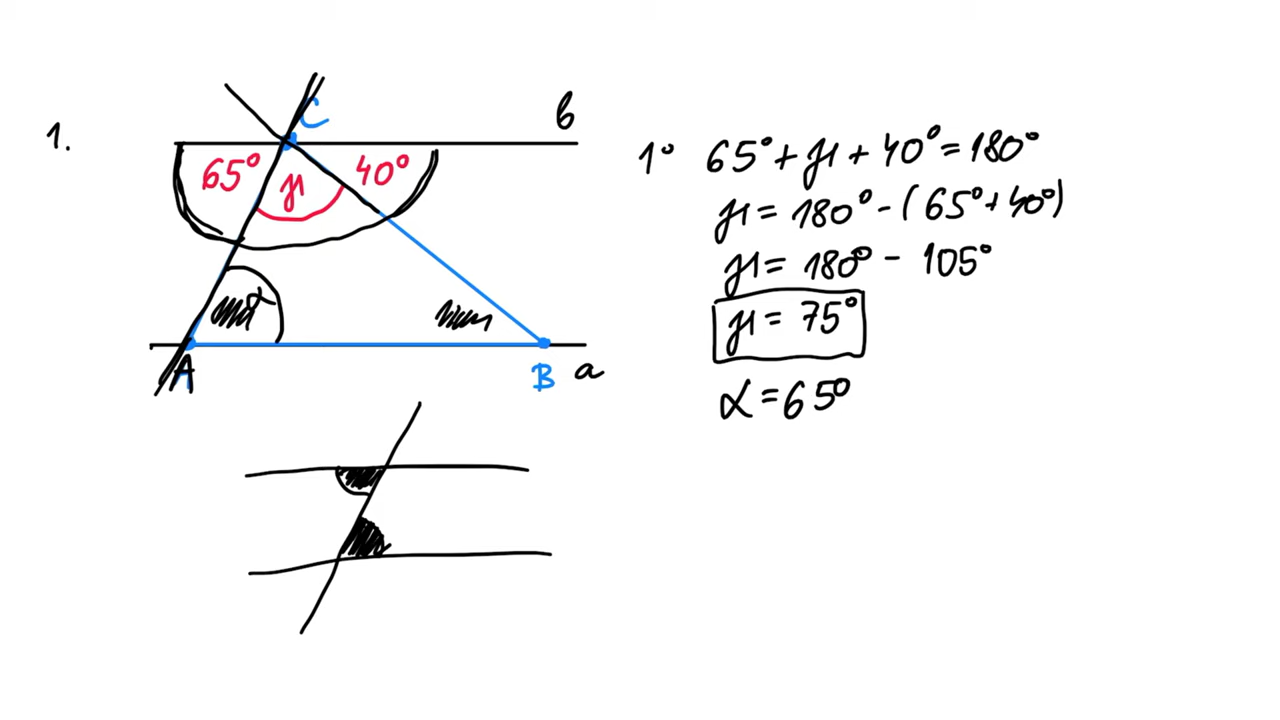 1.
C
b
65° γ 40°
α
A
B a
1° 65° + γ + 40° = 180°
γ = 180° - (65° + 40°)
γ = 180° - 105°
γ = 75°
α = 65°